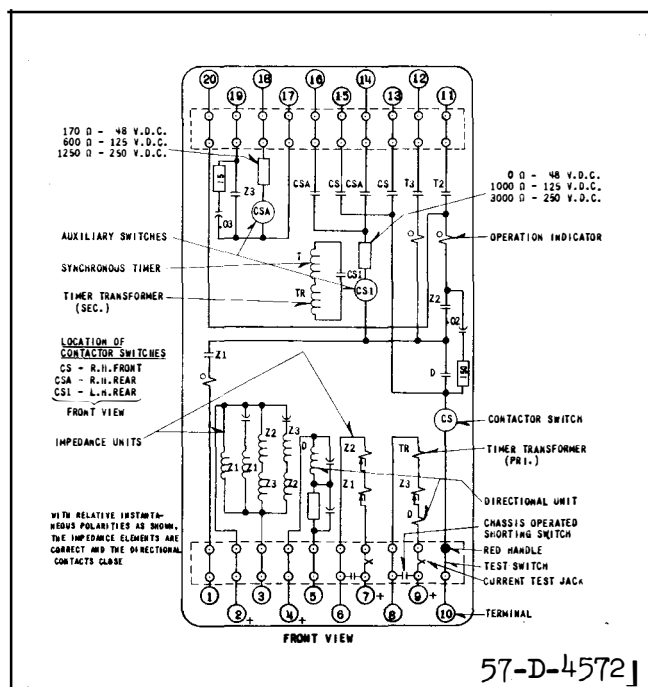 20 19 18 17 16 15 14 13 12 11
170 Ω - 48 V.D.C.
600 Ω - 125 V.D.C.
1250 Ω - 250 V.D.C.
0 Ω - 48 V.D.C.
1000 Ω - 125 V.D.C.
3000 Ω - 250 V.D.C.
15 Z3 CSA CS CSA CS T3 T2
.03 CSA
AUXILIARY SWITCHES
OPERATION INDICATOR
T
SYNCHRONOUS TIMER
CS1
CS1
TR
TIMER TRANSFORMER
(SEC.)
Z2
.02
LOCATION OF
CONTACTOR SWITCHES
CS - R.H.FRONT
CSA - R.H.REAR
CS1 - L.H.REAR
FRONT VIEW
Z1
D
150
CS
CONTACTOR SWITCH
IMPEDANCE UNITS
Z1 Z1 Z2 Z3 D Z2 TR
Z3 Z2 Z1 Z3
D
TIMER TRANSFORMER
(PRI.)
DIRECTIONAL UNIT
CHASSIS OPERATED
SHORTING SWITCH
WITH RELATIVE INSTANTA-
NEOUS POLARITIES AS SHOWN,
THE IMPEDANCE ELEMENTS ARE
CORRECT AND THE DIRECTIONAL
CONTACTS CLOSE
RED HANDLE
TEST SWITCH
CURRENT TEST JACK
1 2+ 3 4+ 5 6 7+ 8 9+ 10
TERMINAL
FRONT VIEW
57-D-4572]